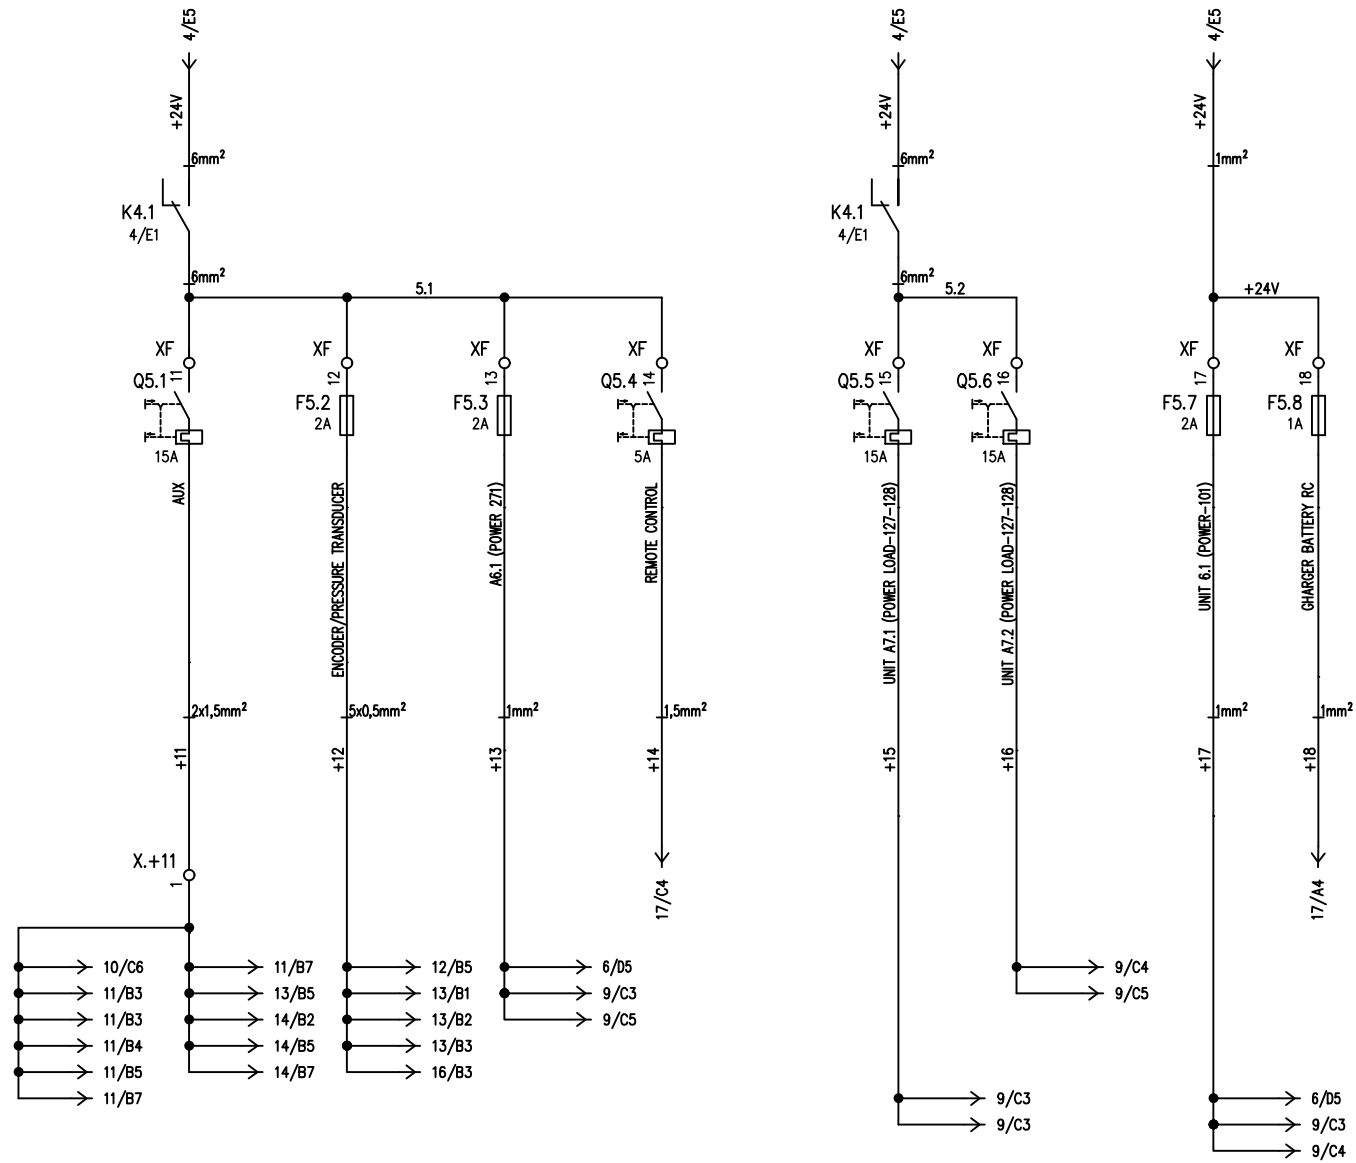 4/E5
4/E5
4/E5
+24V
+24V
+24V
6mm²
6mm²
1mm²
K4.1
4/E1
K4.1
4/E1
6mm²
6mm²
5.1
5.2
+24V
XF
XF
XF
XF
XF
XF
XF
XF
11
12
13
14
15
16
17
18
Q5.1
F5.2
F5.3
Q5.4
Q5.5
Q5.6
F5.7
F5.8
2A
2A
2A
1A
15A
5A
15A
15A
AUX
ENCODER/PRESSURE TRANSDUCER
A6.1 (POWER 271)
REMOTE CONTROL
UNIT A7.1 (POWER LOAD-127-128)
UNIT A7.2 (POWER LOAD-127-128)
UNIT 6.1 (POWER-101)
GHARGER BATTERY RC
2x1,5mm²
5x0,5mm²
1mm²
1,5mm²
1mm²
1mm²
+11
+12
+13
+14
+15
+16
+17
+18
X.+11
1
17/C4
17/A4
10/C6
11/B3
11/B3
11/B4
11/B5
11/B7
11/B7
13/B5
14/B2
14/B5
14/B7
12/B5
13/B1
13/B2
13/B3
16/B3
6/D5
9/C3
9/C5
9/C3
9/C3
9/C4
9/C5
6/D5
9/C3
9/C4